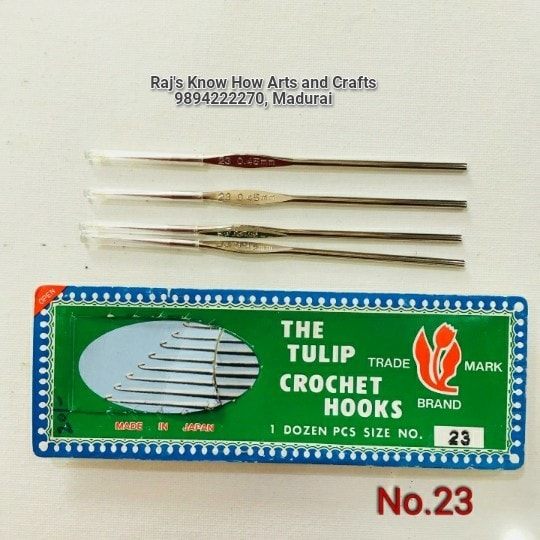 Raj's Know How Arts and Crafts
9894222270, Madurai
23 0.45mm
23 0.45mm
OPEN
THE
TULIP
CROCHET
HOOKS
TRADE MARK
BRAND
1 DOZEN PCS SIZE NO. 23
MADE IN JAPAN
No.23